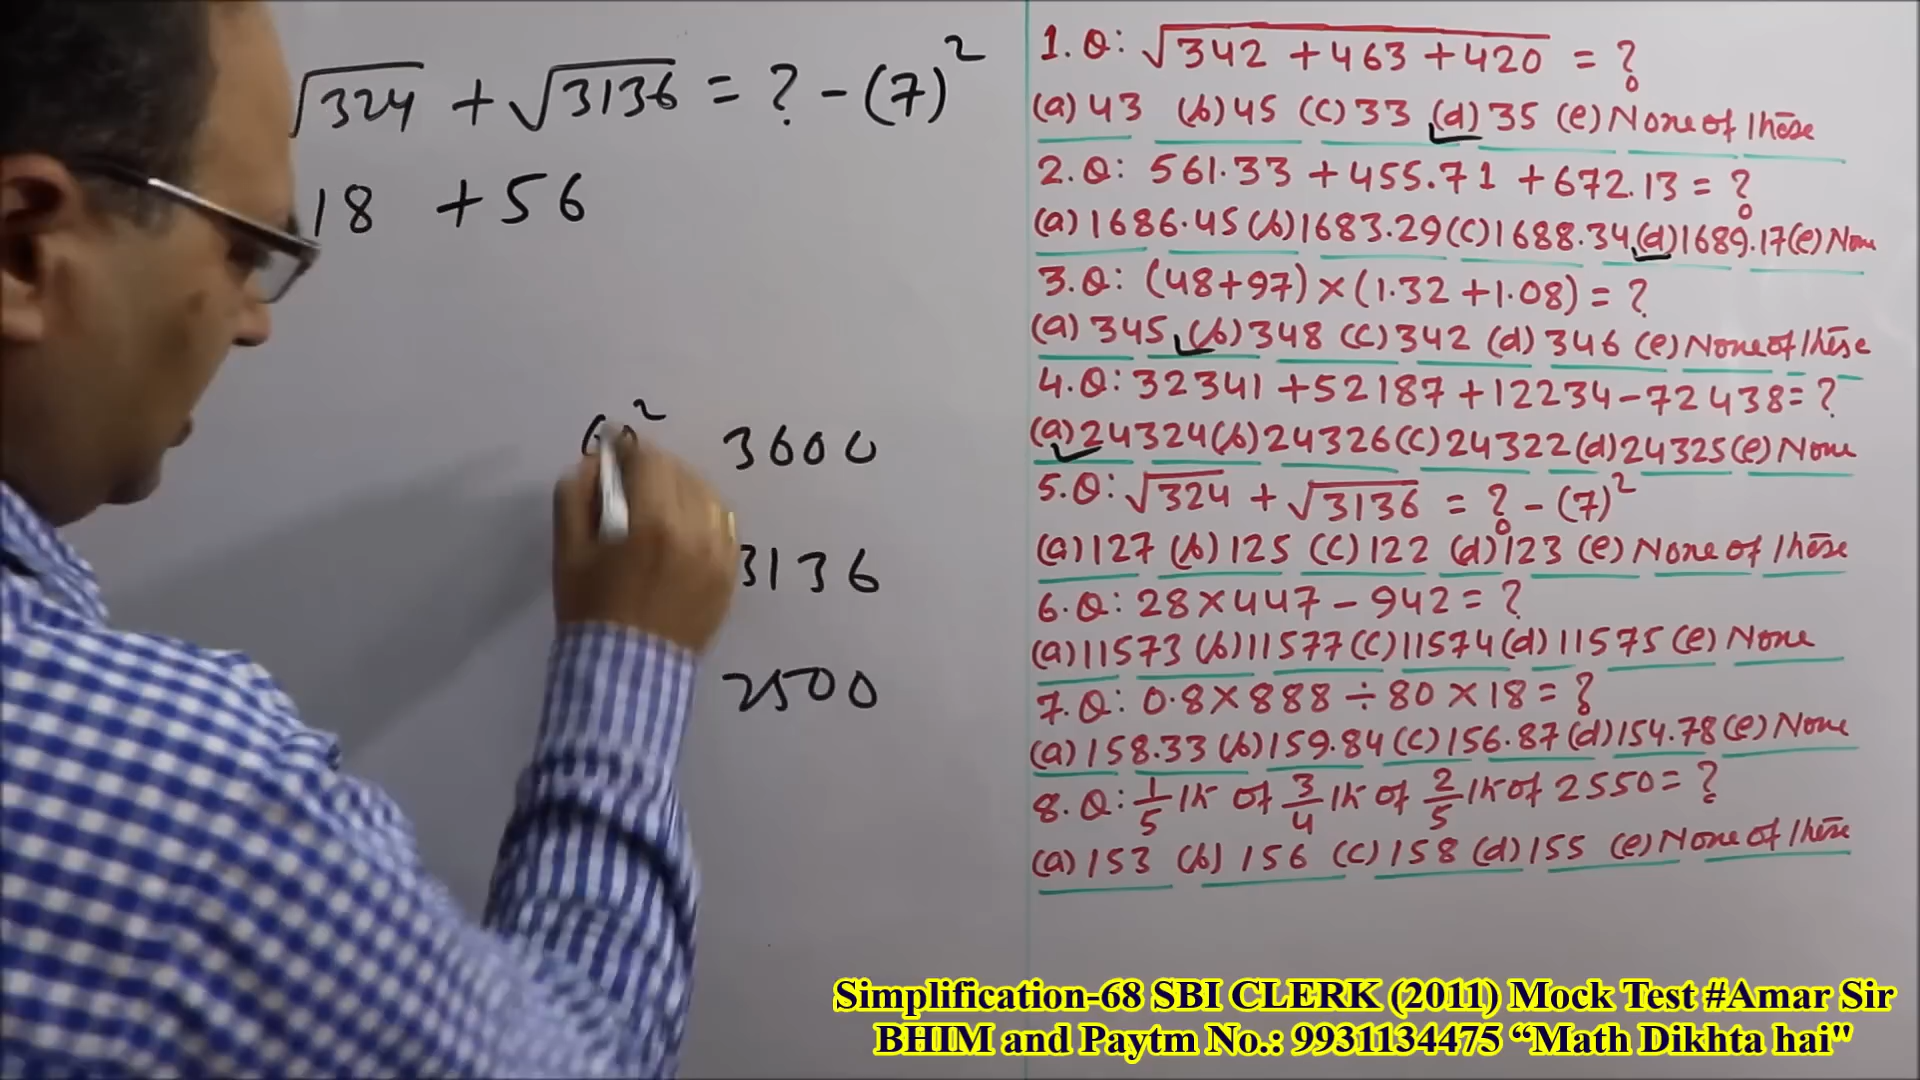 √324 + √3136 = ? - (7)²
18 + 56
3600
3136
2500
1.Q: √342 + 463 + 420 = ?
(a) 43 (b) 45 (c) 33 (d) 35 (e) None of these
2.Q: 561.33 + 455.71 + 672.13 = ?
(a) 1686.45 (b) 1683.29 (c) 1688.34 (d) 1689.17 (e) None
3.Q: (48+97) × (1.32 + 1.08) = ?
(a) 345 (b) 348 (c) 342 (d) 346 (e) None of these
4.Q: 32341 + 52187 + 12234 - 72438 = ?
(a) 24324 (b) 24326 (c) 24322 (d) 24325 (e) None
5.Q: √324 + √3136 = ? - (7)²
(a) 127 (b) 125 (c) 122 (d) 123 (e) None of these
6.Q: 28 × 447 - 942 = ?
(a) 11573 (b) 11577 (c) 11574 (d) 11575 (e) None
7.Q: 0.8 × 888 ÷ 80 × 18 = ?
(a) 158.33 (b) 159.84 (c) 156.87 (d) 154.78 (e) None
8.Q: 1/5 th of 3/4 th of 2/5 th of 2550 = ?
(a) 153 (b) 156 (c) 158 (d) 155 (e) None of these
Simplification-68 SBI CLERK (2011) Mock Test #Amar Sir
BHIM and Paytm No.: 9931134475 “Math Dikhta hai"